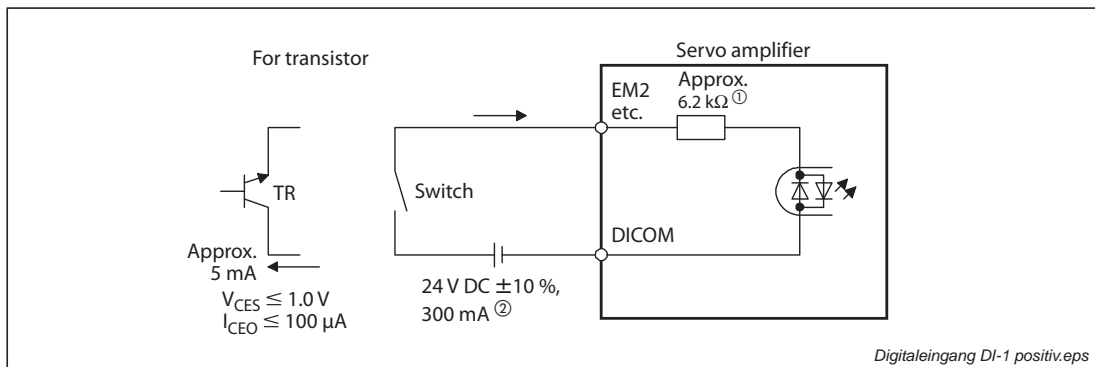 For transistor
Servo amplifier
EM2
etc.
Approx.
6.2 kΩ ①
TR
Switch
DICOM
Approx.
5 mA
V_CES ≤ 1.0 V
I_CEO ≤ 100 μA
24 V DC ±10 %,
300 mA ②
Digitaleingang DI-1 positiv.eps